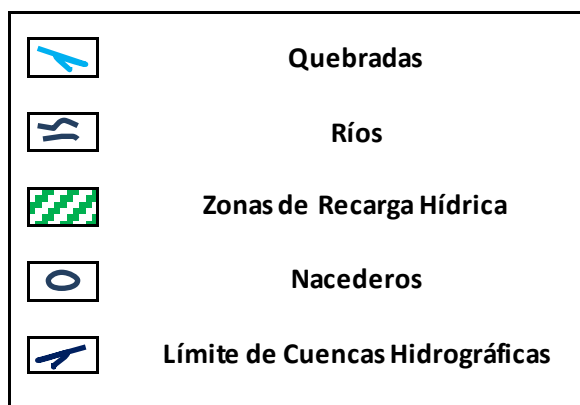 Quebradas
Ríos
Zonas de Recarga Hídrica
Nacederos
Límite de Cuencas Hidrográficas